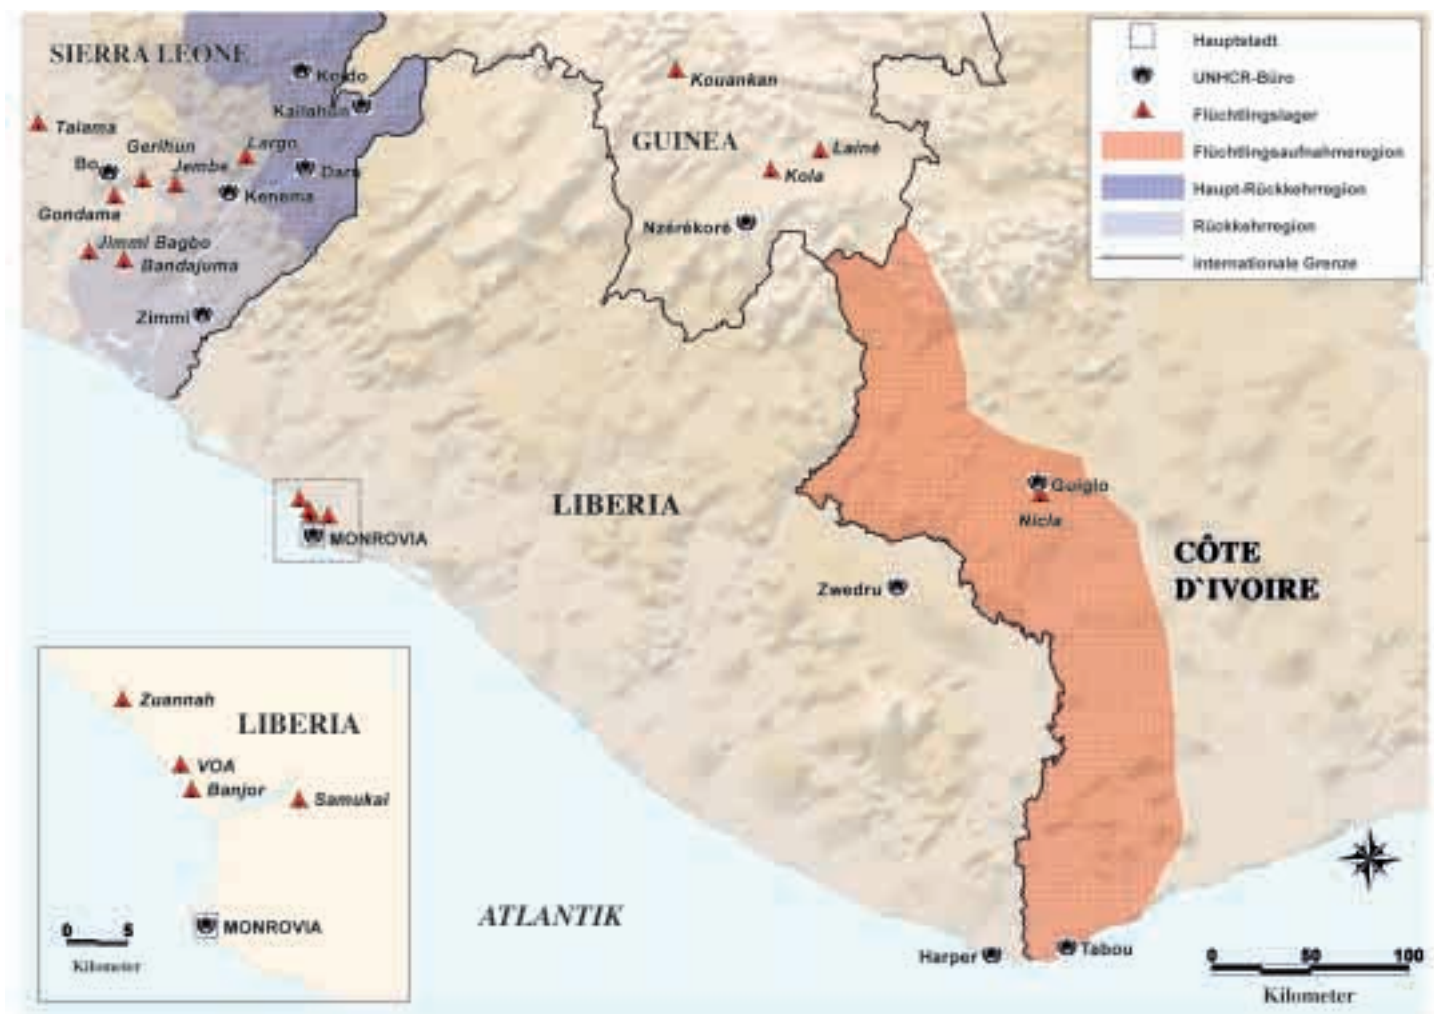 SIERRA LEONE
Koido
Kailahun
Kouankan
Taiama
Gerihun
Largo
GUINEA
Lainé
Bo
Jembe
Daru
Kola
Kenema
Gondama
Nzérékoré
Jimmi Bagbo
Bandajuma
Zimmi
Hauptstadt
UNHCR-Büro
Flüchtlingslager
Flüchtlingsaufnahmeregion
Haupt-Rückkehrregion
Rückkehrregion
internationale Grenze
LIBERIA
Guiglo
Nicla
MONROVIA
CÔTE
D`IVOIRE
Zwedru
Zuannah
LIBERIA
VOA
Banjor
Samukai
MONROVIA
0 5
Kilometer
ATLANTIK
Harper
Tabou
0 50 100
Kilometer